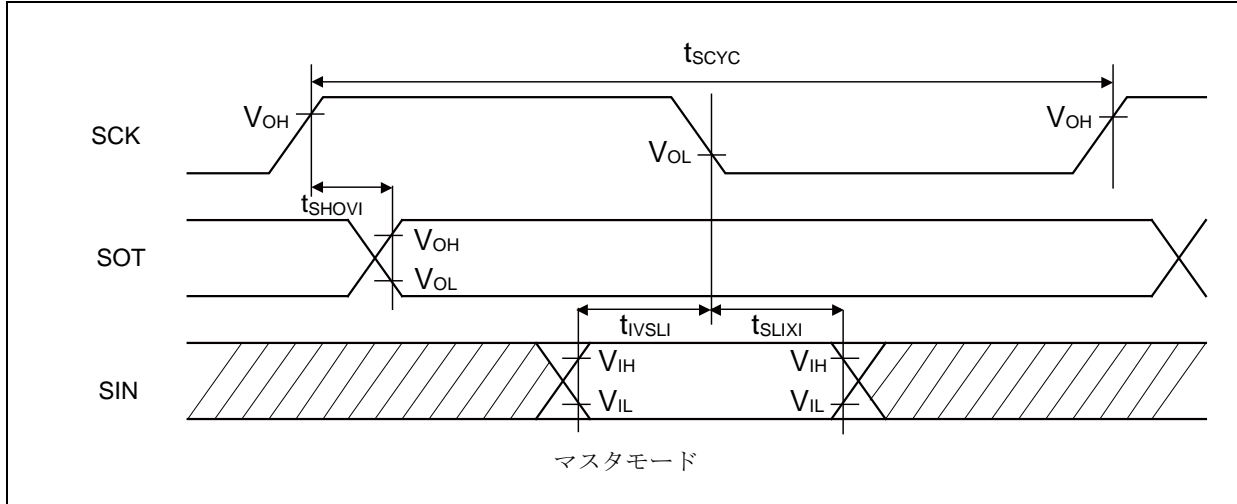 tSCYC
VOH
VOH
SCK
VOL
tSHOVI
VOH
SOT
VOL
tIVSLI
tSLIXI
VIH
VIH
SIN
VIL
VIL
マスタモード